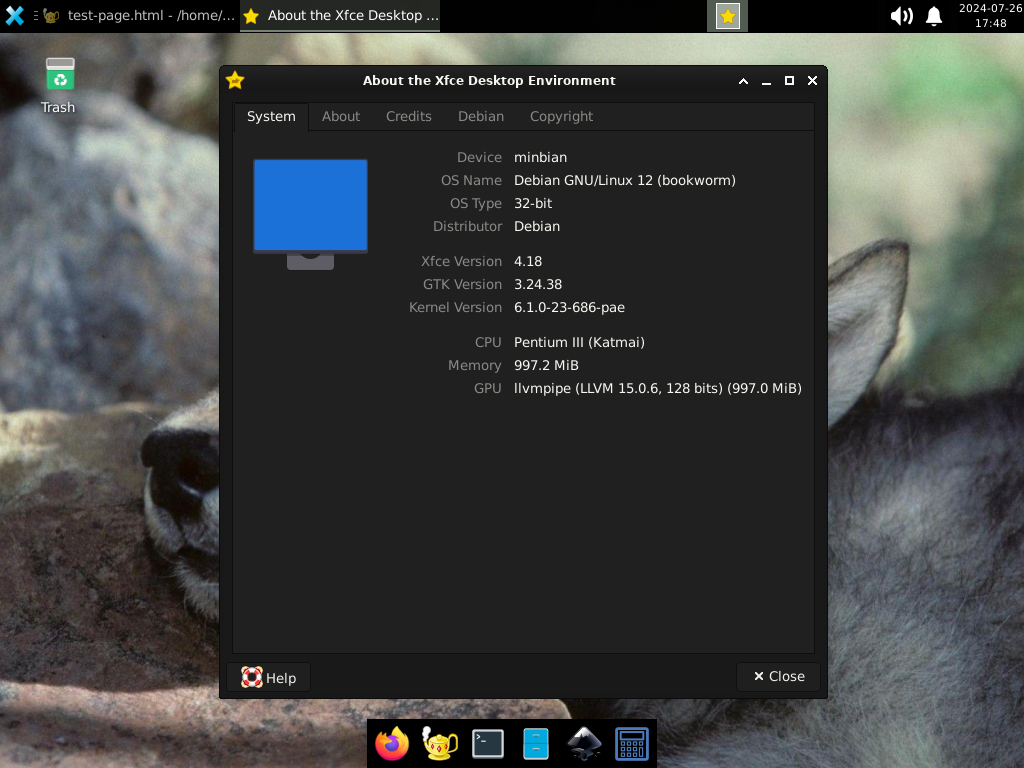 test-page.html - /home/...
About the Xfce Desktop ...
2024-07-26
17:48
Trash
About the Xfce Desktop Environment
System About Credits Debian Copyright
Device minbian
OS Name Debian GNU/Linux 12 (bookworm)
OS Type 32-bit
Distributor Debian
Xfce Version 4.18
GTK Version 3.24.38
Kernel Version 6.1.0-23-686-pae
CPU Pentium III (Katmai)
Memory 997.2 MiB
GPU llvmpipe (LLVM 15.0.6, 128 bits) (997.0 MiB)
Help
Close